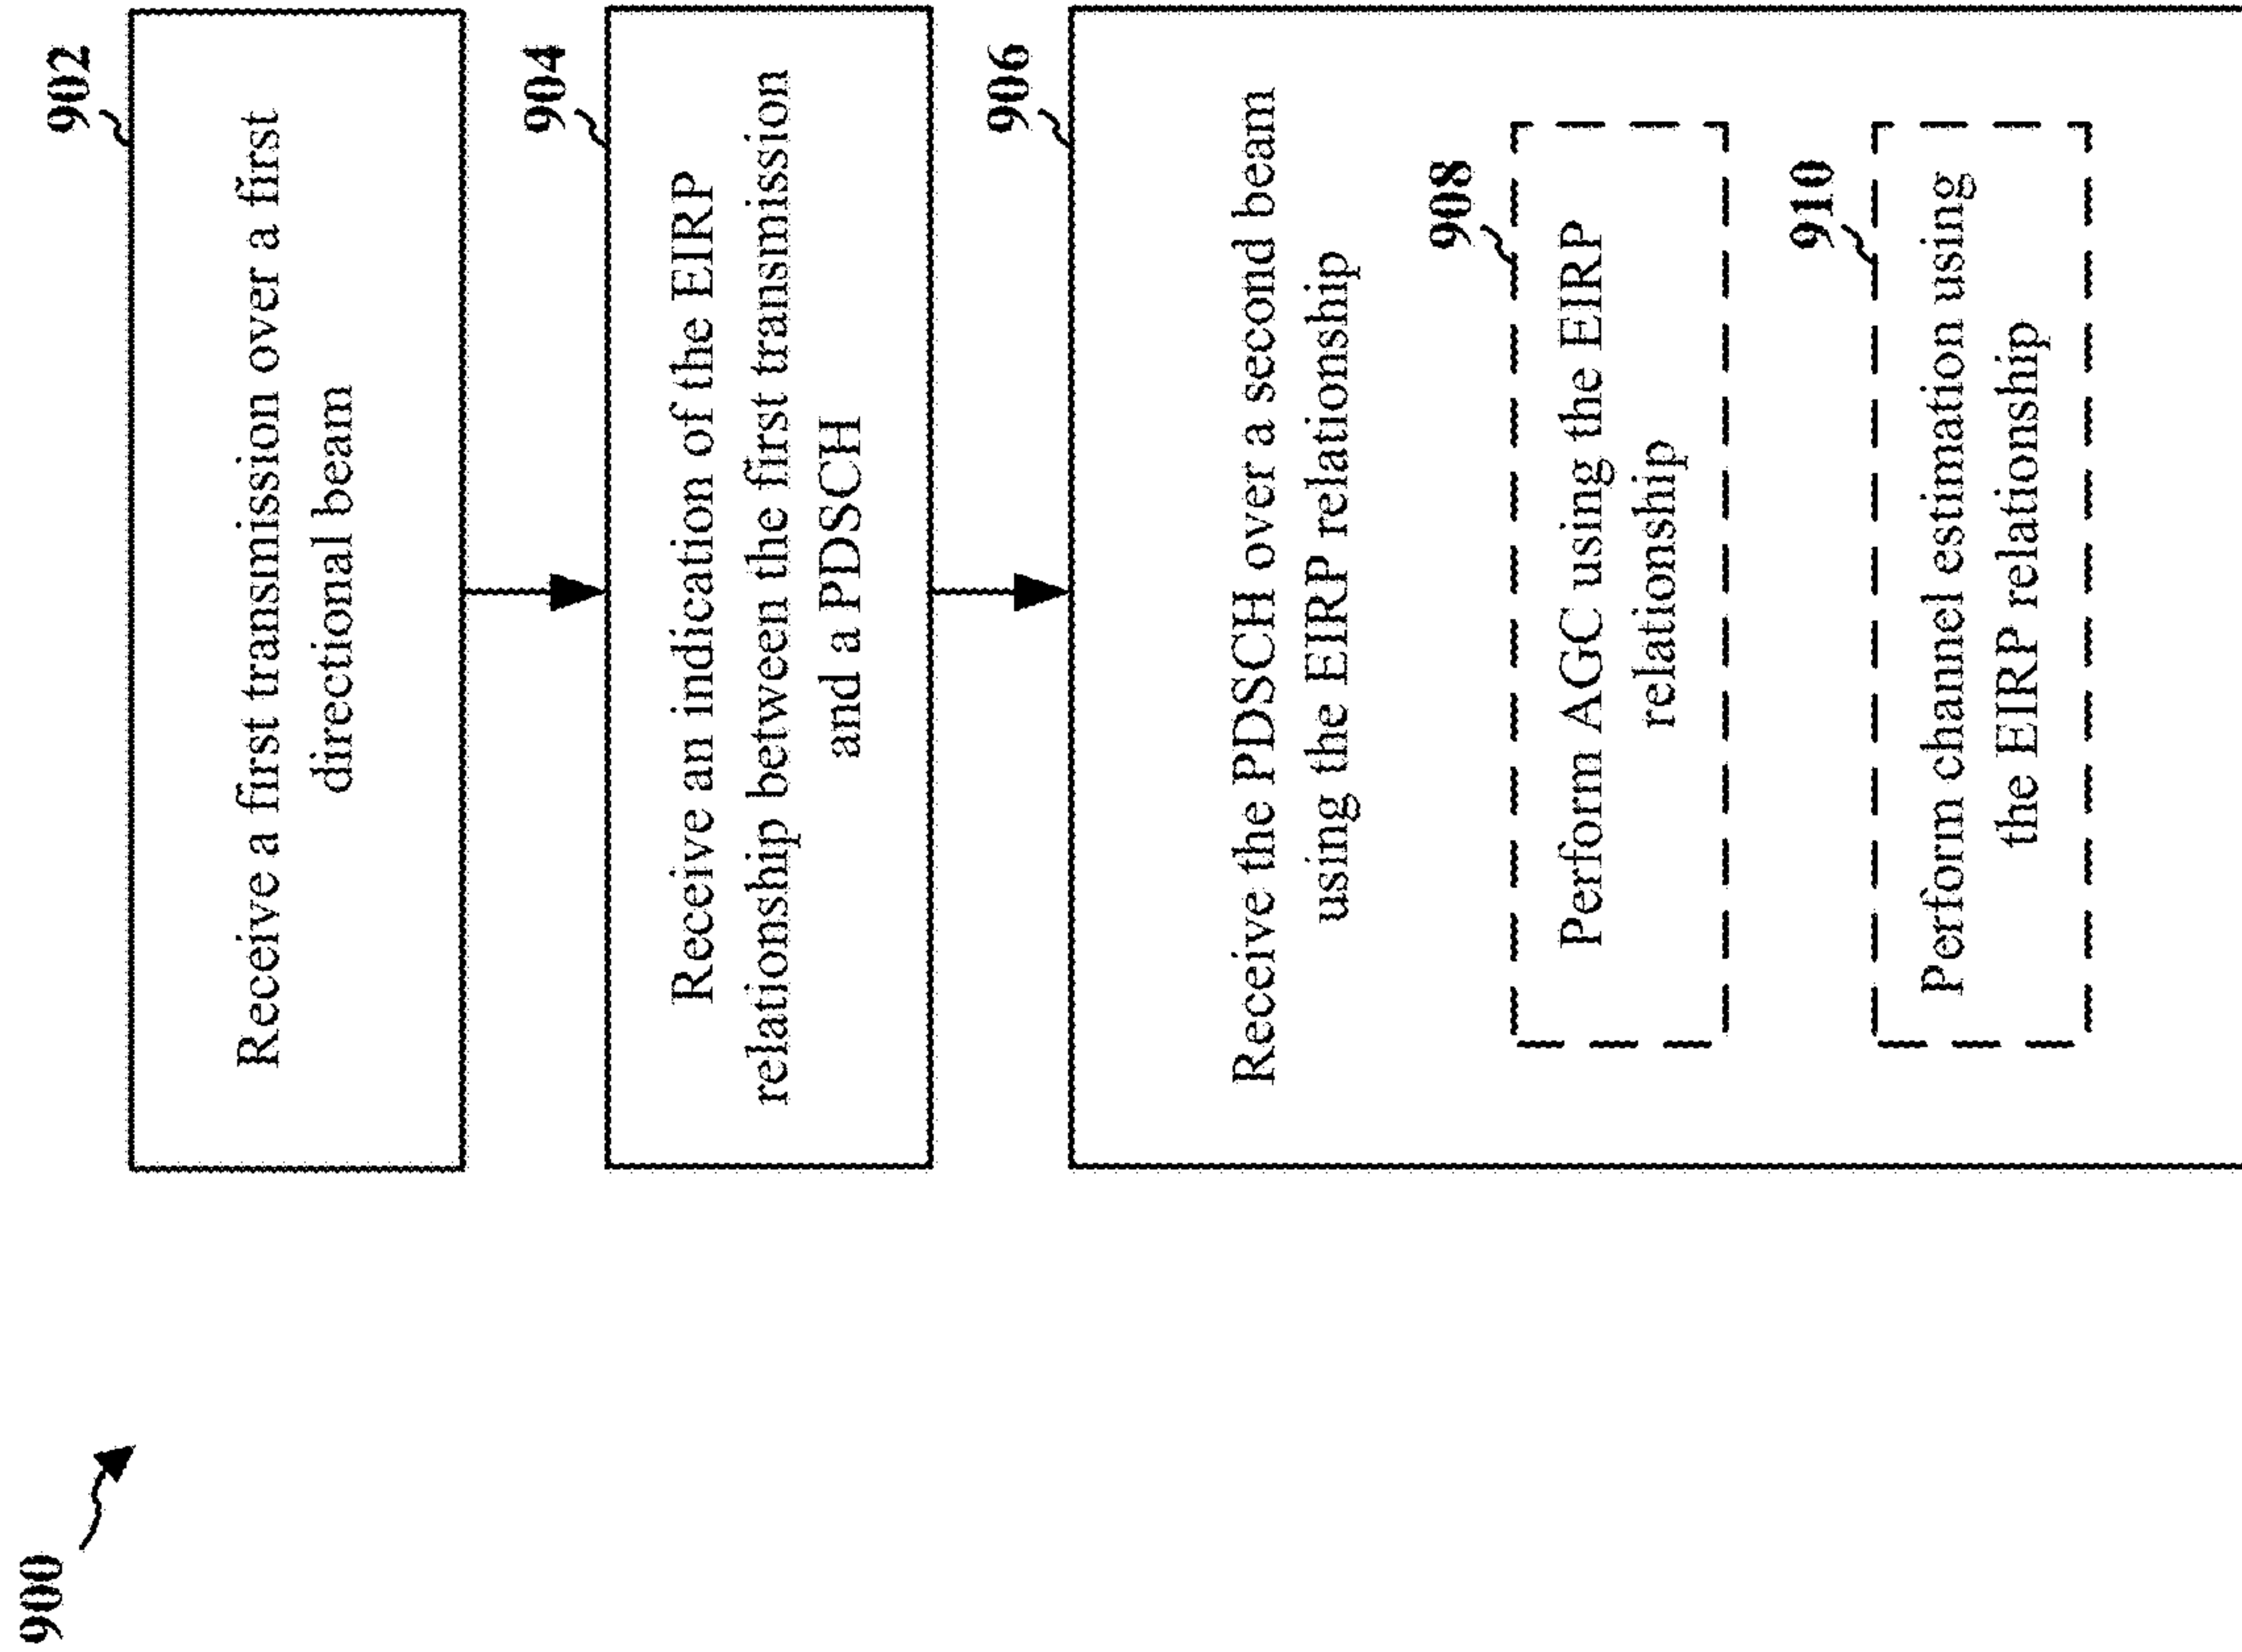 900
902
Receive a first transmission over a first
directional beam
904
Receive an indication of the EIRP
relationship between the first transmission
and a PDSCH
906
Receive the PDSCH over a second beam
using the EIRP relationship
908
Perform AGC using the EIRP
relationship
910
Perform channel estimation using
the EIRP relationship